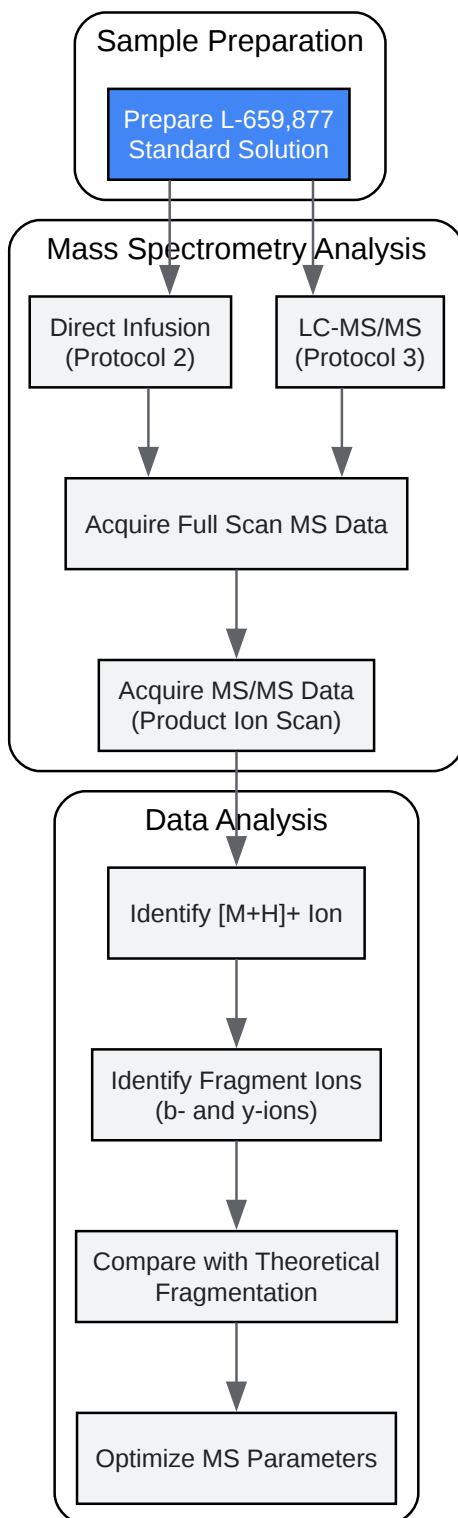 Sample Preparation
Prepare L-659,877
Standard Solution
Mass Spectrometry Analysis
Direct Infusion
(Protocol 2)
LC-MS/MS
(Protocol 3)
Acquire Full Scan MS Data
Acquire MS/MS Data
(Product Ion Scan)
Data Analysis
Identify [M+H]+ Ion
Identify Fragment Ions
(b- and y-ions)
Compare with Theoretical
Fragmentation
Optimize MS Parameters